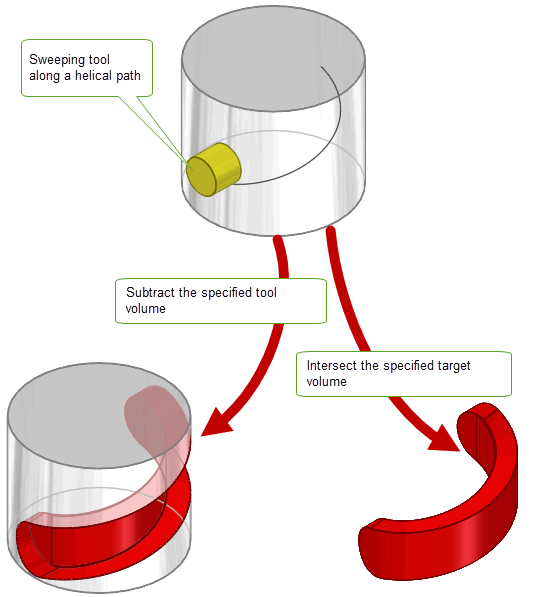 Sweeping tool
along a helical path
Subtract the specified tool
volume
Intersect the specified target
volume